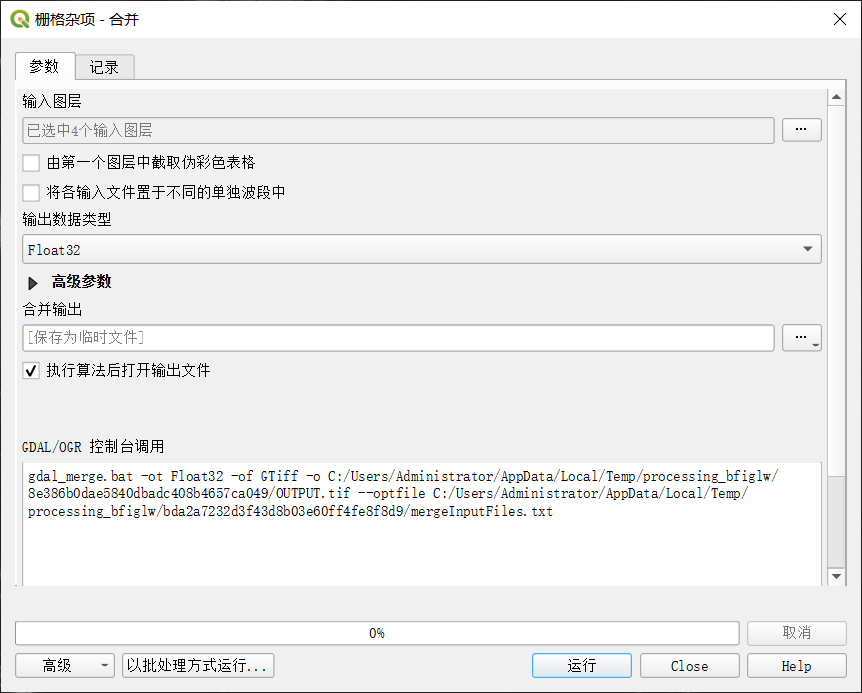 栅格杂项 - 合并
参数 记录
输入图层
已选中4个输入图层
...
由第一个图层中截取伪彩色表格
将各输入文件置于不同的单独波段中
输出数据类型
Float32
高级参数
合并输出
[保存为临时文件]
...
执行算法后打开输出文件
GDAL/OGR 控制台调用
gdal_merge.bat -ot Float32 -of GTiff -o C:/Users/Administrator/AppData/Local/Temp/processing_bfiglw/
8e386b0dae5840dbadc408b4657ca049/OUTPUT.tif --optfile C:/Users/Administrator/AppData/Local/Temp/
processing_bfiglw/bda2a7232d3f43d8b03e60ff4fe8f8d9/mergeInputFiles.txt
0%
取消
高级 以批处理方式运行... 运行 Close Help